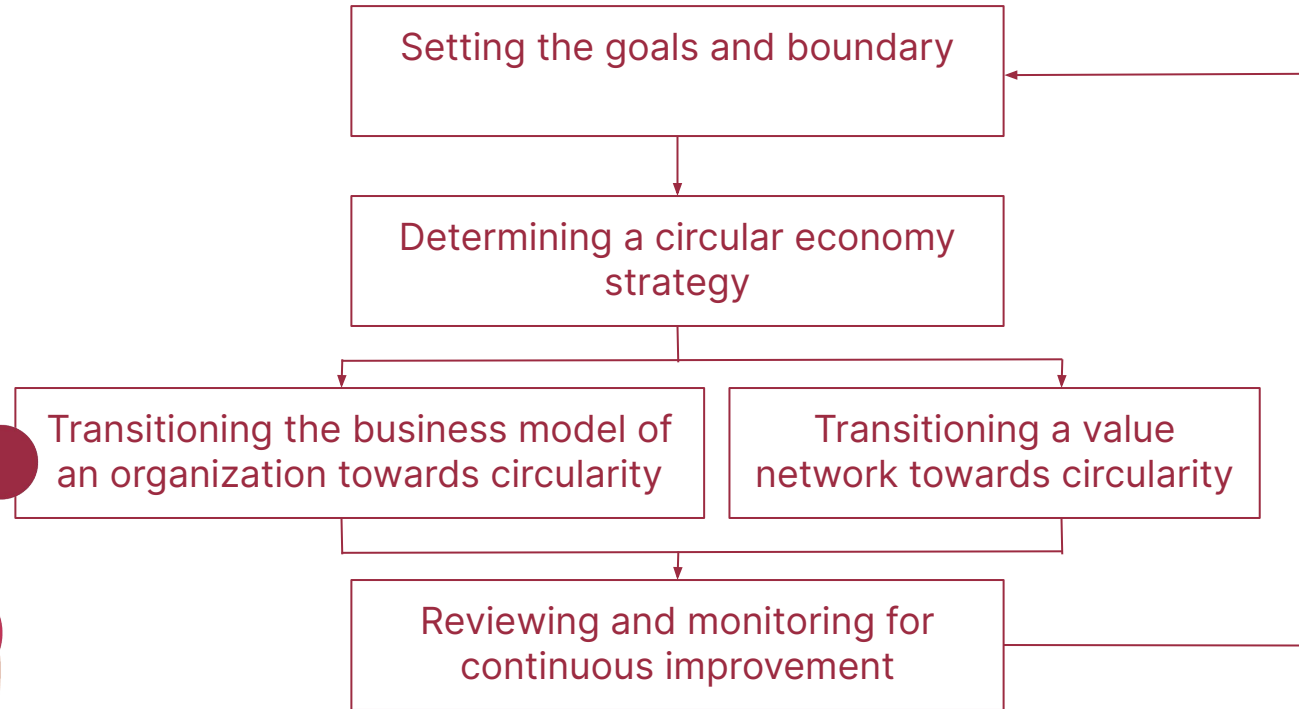 Setting the goals and boundary
Determining a circular economy
strategy
Transitioning the business model of
an organization towards circularity
Transitioning a value
network towards circularity
Reviewing and monitoring for
continuous improvement